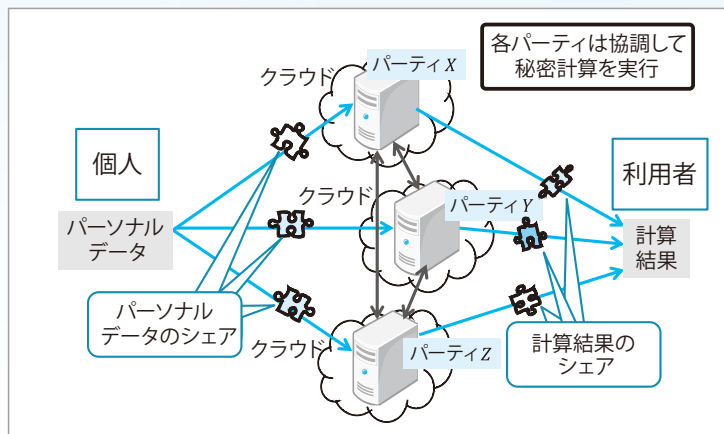 各パーティは協調して
秘密計算を実行
クラウド
パーティX
個人
利用者
クラウド
パーティY
パーソナル
データ
計算
結果
パーソナル
データのシェア
クラウド
パーティZ
計算結果の
シェア